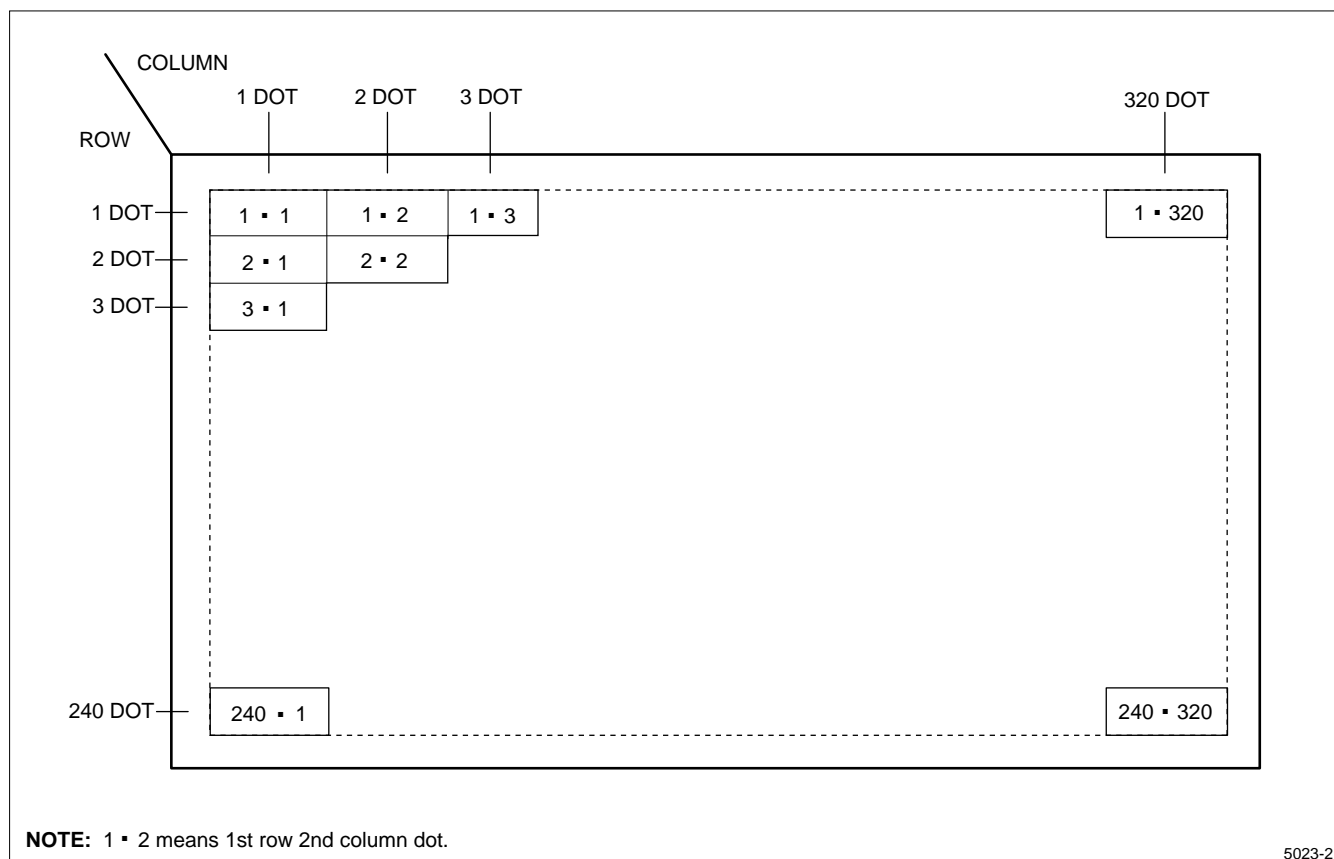 COLUMN
1 DOT 2 DOT 3 DOT 320 DOT
ROW
1 DOT 1 ▪ 1 1 ▪ 2 1 ▪ 3 1 ▪ 320
2 DOT 2 ▪ 1 2 ▪ 2
3 DOT 3 ▪ 1
240 DOT 240 ▪ 1 240 ▪ 320
NOTE: 1 ▪ 2 means 1st row 2nd column dot.
5023-2